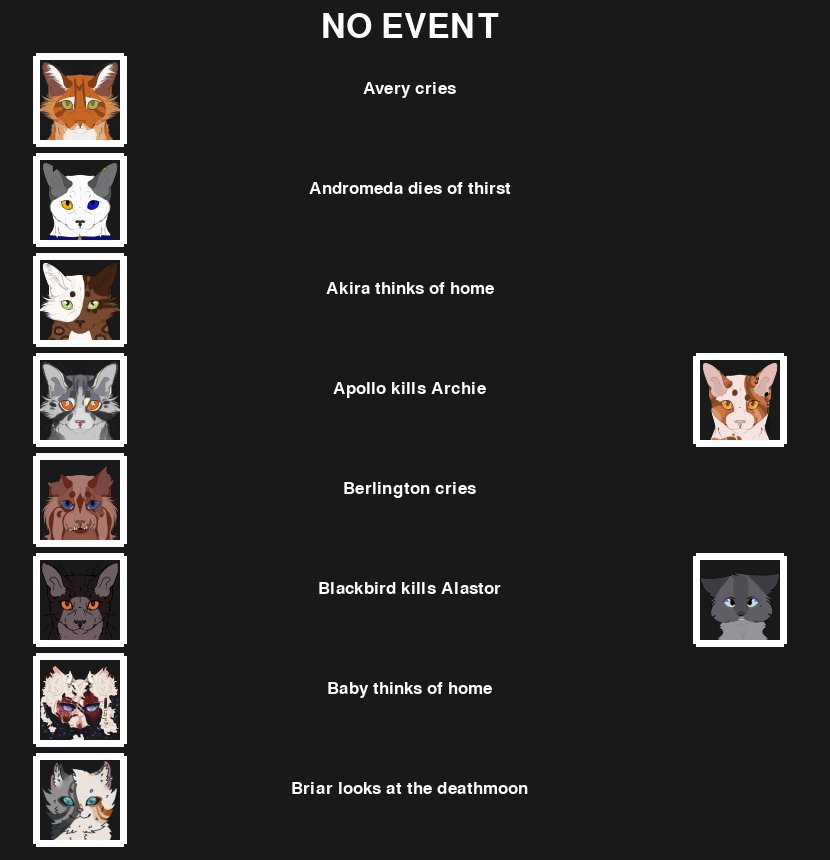 NO EVENT
Avery cries
Andromeda dies of thirst
Akira thinks of home
Apollo kills Archie
Berlington cries
Blackbird kills Alastor
Baby thinks of home
Briar looks at the deathmoon